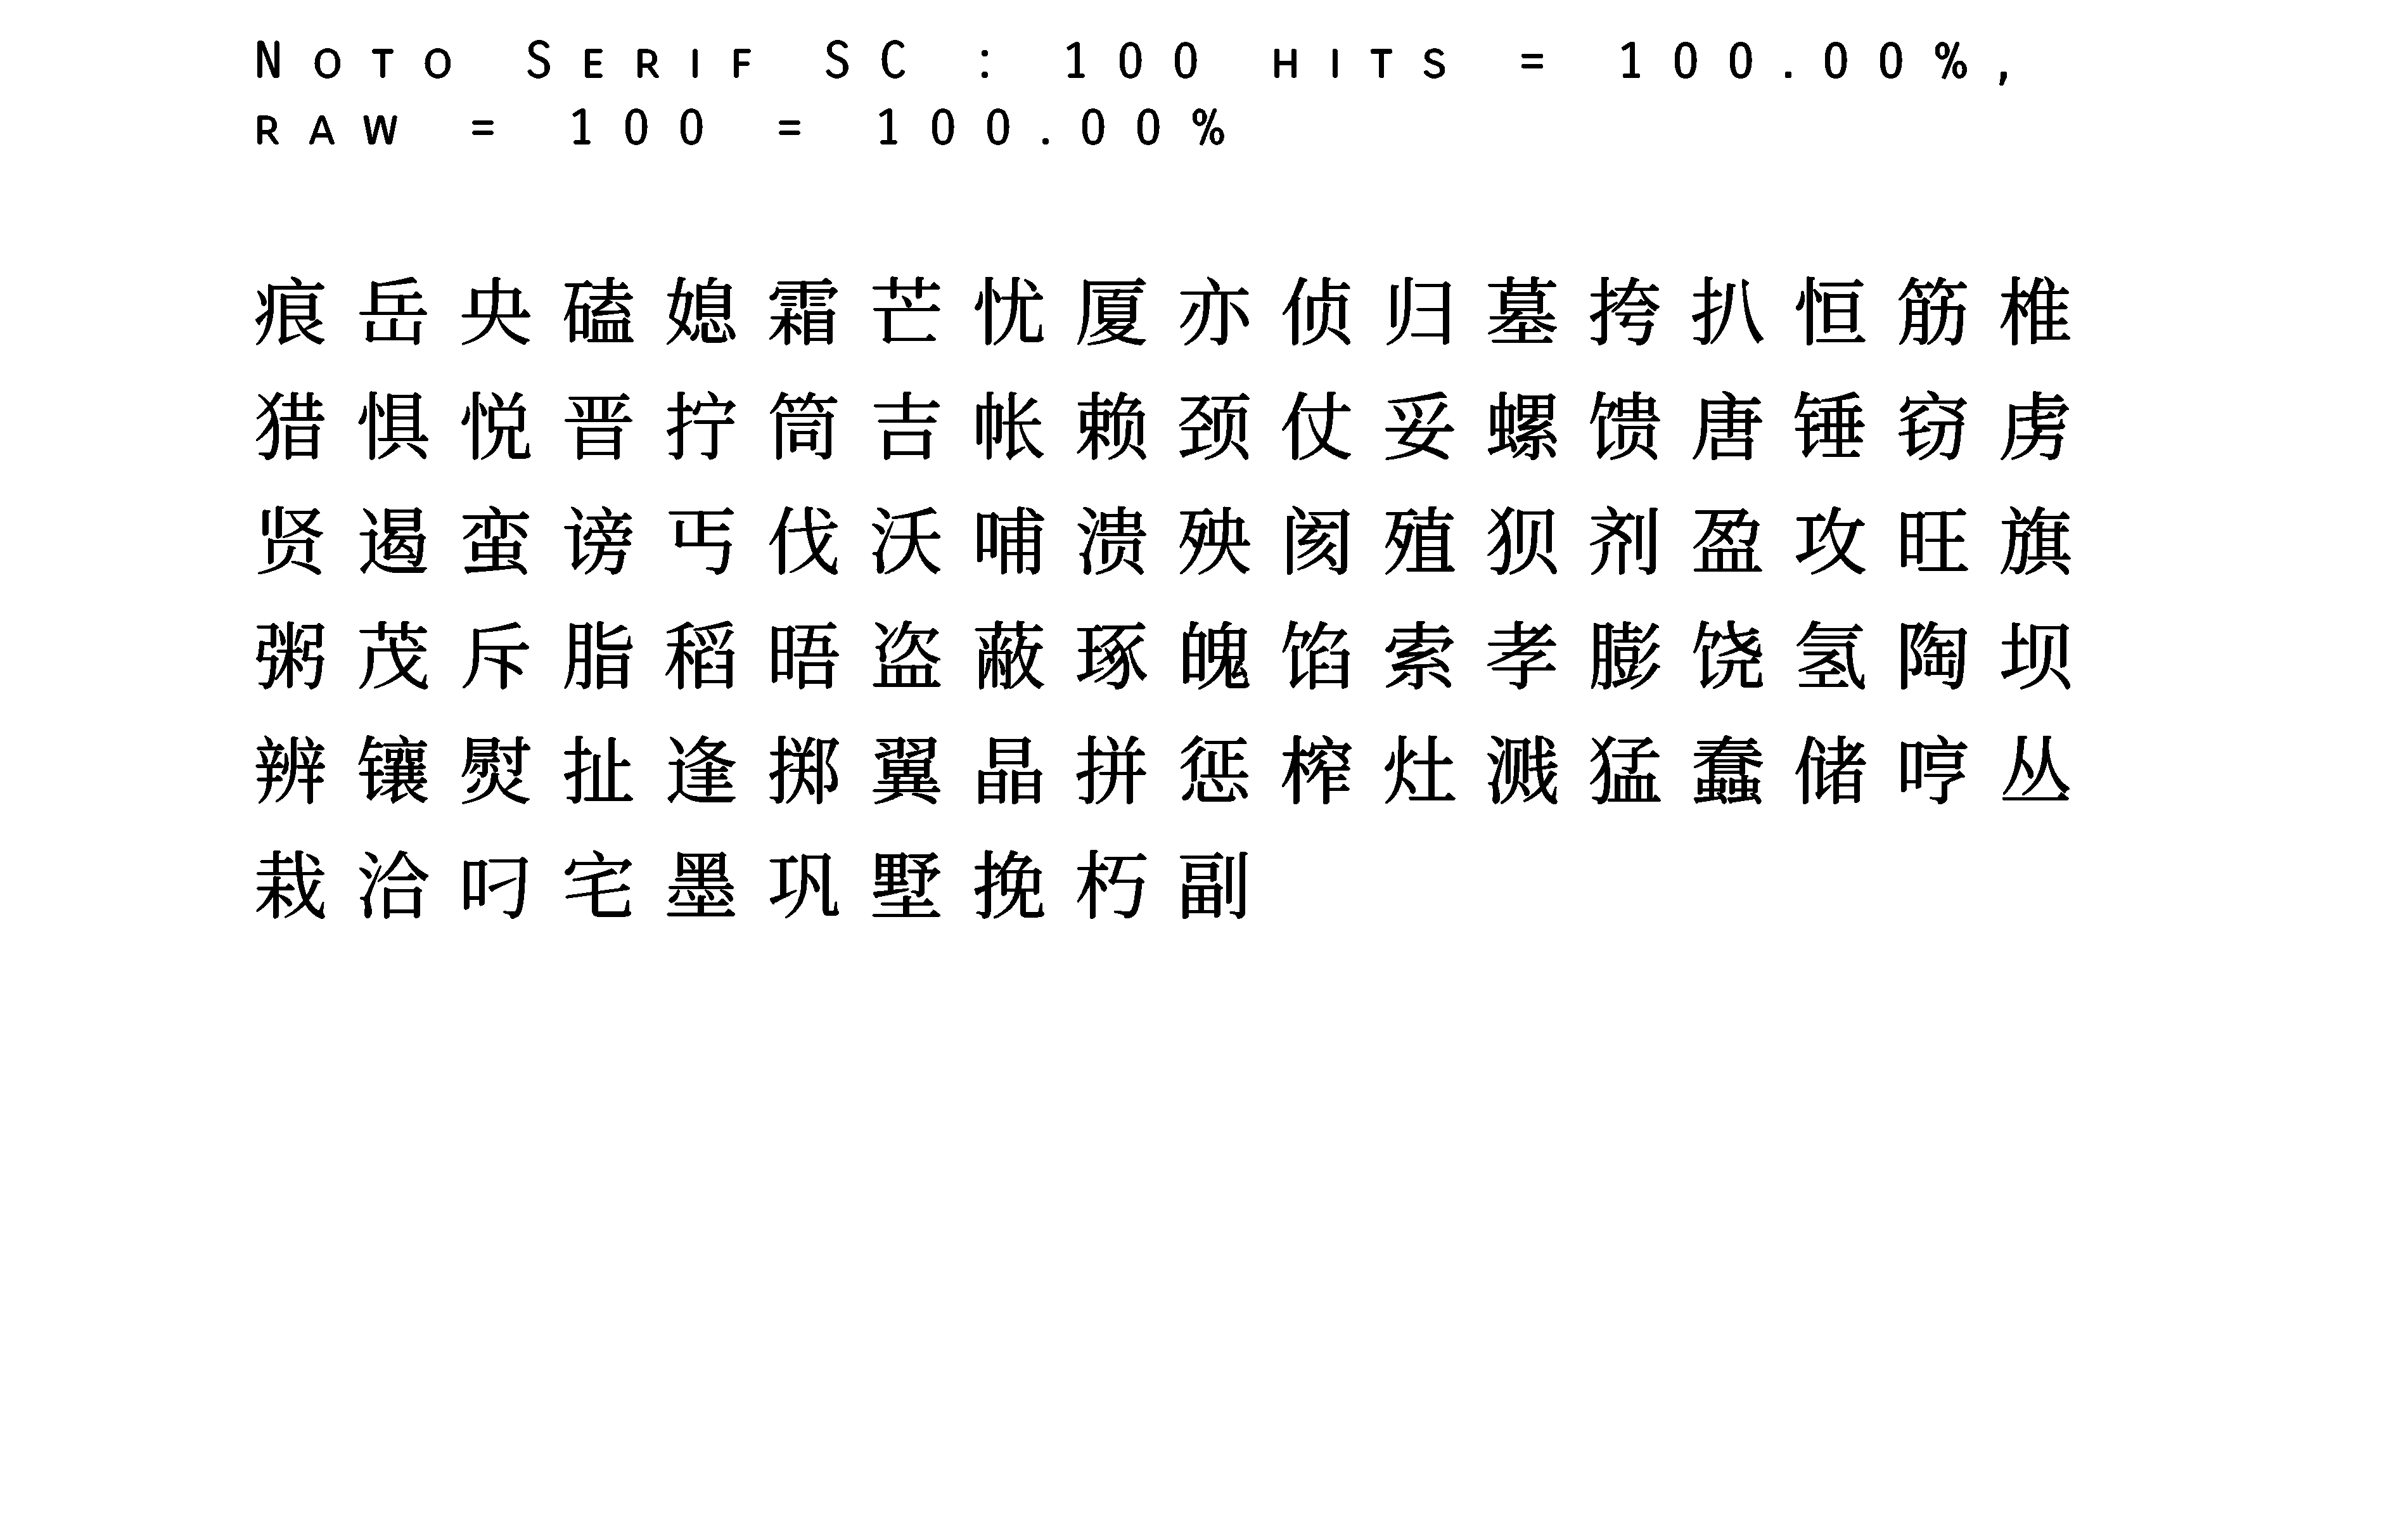 Noto Serif SC : 100 hits = 100.00%,
raw = 100 = 100.00%
痕岳央磕媳霜芒忧厦亦侦归墓挎扒恒筋椎
猎惧悦晋拧筒吉帐赖颈仗妥螺馈唐锤窃虏
贤遏蛮谤丐伐沃哺溃殃阂殖狈剂盈攻旺旗
粥茂斥脂稻晤盗蔽琢魄馅索孝膨饶氢陶坝
辨镶熨扯逢掷翼晶拼惩榨灶溅猛蠢储哼丛
栽洽叼宅墨巩墅挽朽副